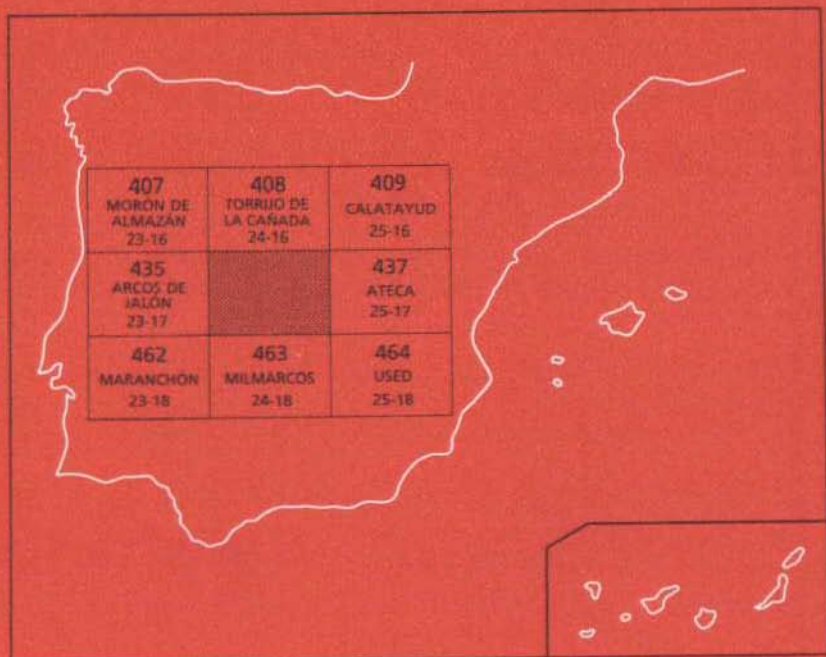 407
MORÓN DE
ALMAZÁN
23-16
408
TORRIJO DE
LA CAÑADA
24-16
409
CALATAYUD
25-16
435
ARCOS DE
JALÓN
23-17
437
ATECA
25-17
462
MARANCHÓN
23-18
463
MILMARCOS
24-18
464
USED
25-18